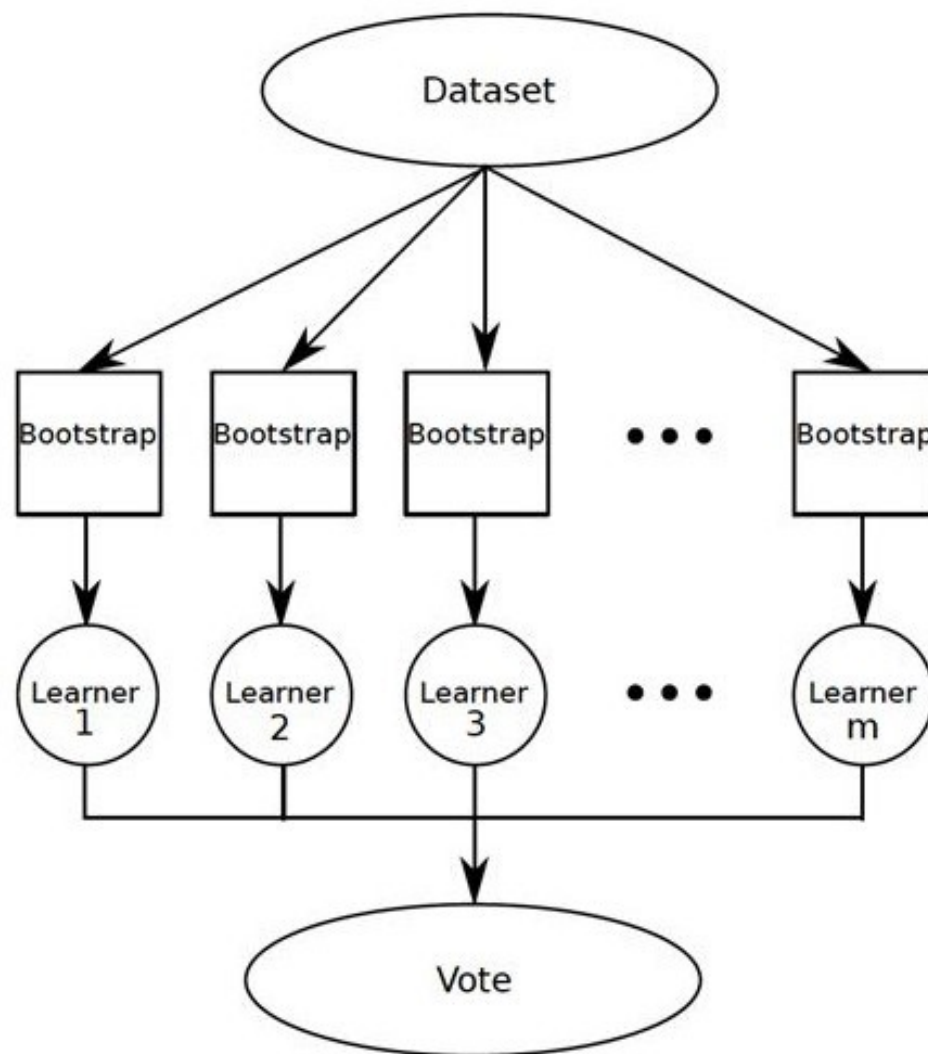 Dataset
Bootstrap Bootstrap Bootstrap ••• Bootstrap
Learner Learner Learner ••• Learner
1 2 3 m
Vote